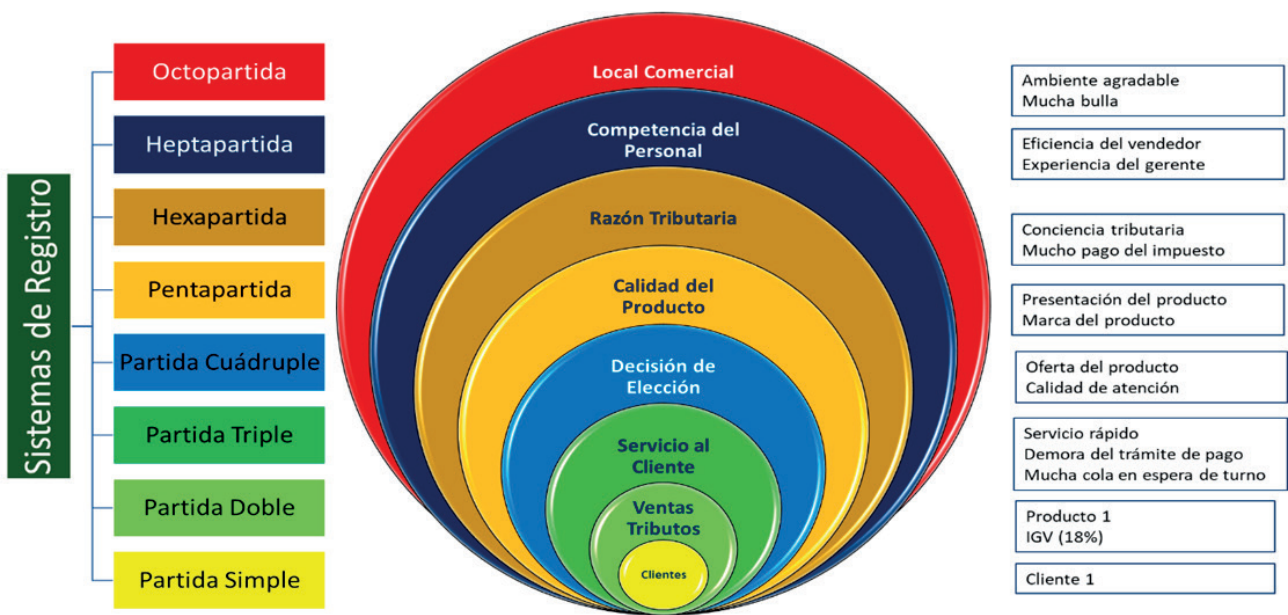 Sistemas de Registro
Octopartida
Heptapartida
Hexapartida
Pentapartida
Partida Cuádruple
Partida Triple
Partida Doble
Partida Simple
Local Comercial
Competencia del
Personal
Razón Tributaria
Calidad del
Producto
Decisión de
Elección
Servicio al
Cliente
Ventas
Tributos
Clientes
Ambiente agradable
Mucha bulla
Eficiencia del vendedor
Experiencia del gerente
Conciencia tributaria
Mucho pago del impuesto
Presentación del producto
Marca del producto
Oferta del producto
Calidad de atención
Servicio rápido
Demora del trámite de pago
Mucha cola en espera de turno
Producto 1
IGV (18%)
Cliente 1